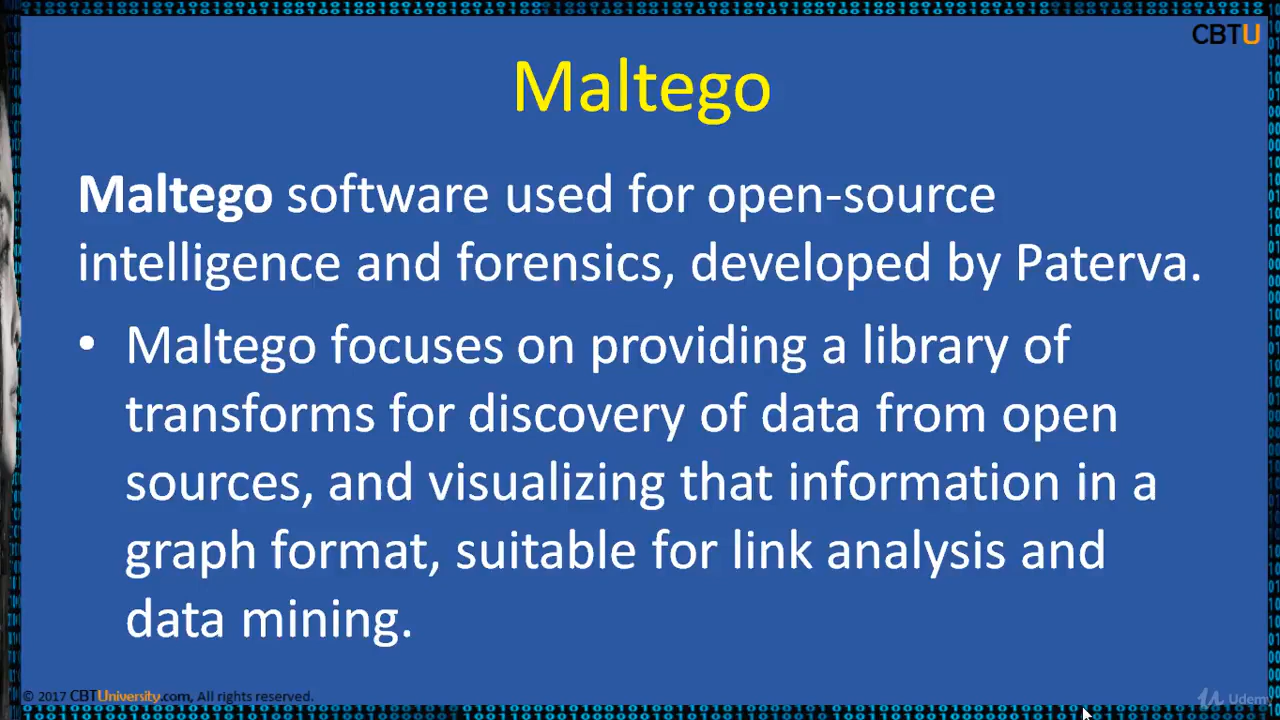 CBTU
Maltego
Maltego software used for open-source
intelligence and forensics, developed by Paterva.
• Maltego focuses on providing a library of
transforms for discovery of data from open
sources, and visualizing that information in a
graph format, suitable for link analysis and
data mining.
© 2017 CBTUniversity.com, All rights reserved.
Udemy